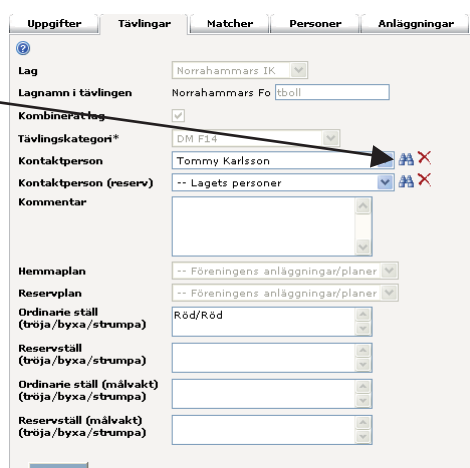 Uppgifter Tävlingar Matcher Personer Anläggningar
Lag Norrahammars IK
Lagnamn i tävlingen Norrahammars Fo tboll
Kombinerat lag
Tävlingskategori* DM F14
Kontaktperson Tommy Karlsson
Kontaktperson (reserv) -- Lagets personer
Kommentar
Hemmaplan -- Föreningens anläggningar/planer
Reservplan -- Föreningens anläggningar/planer
Ordinarie ställ Röd/Röd
(tröja/byxa/strumpa)
Reservställ
(tröja/byxa/strumpa)
Ordinarie ställ (målvakt)
(tröja/byxa/strumpa)
Reservställ (målvakt)
(tröja/byxa/strumpa)